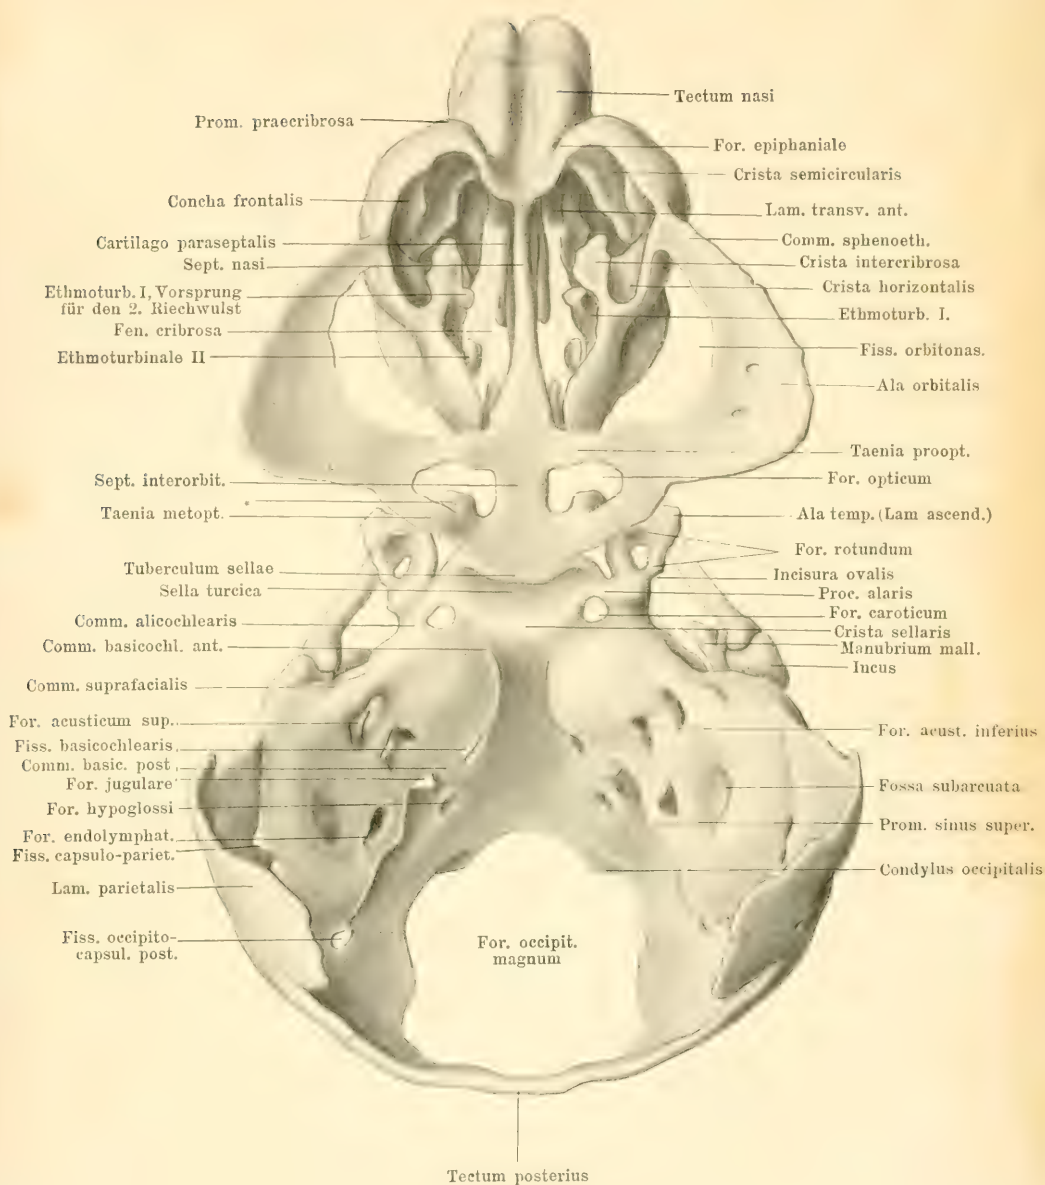 Tectum nasi
Prom. praecribrosa
For. epiphaniale
Crista semicircularis
Concha frontalis
Lam. transv. ant.
Cartilago paraseptalis
Comm. sphenoeth.
Sept. nasi
Crista intercribrosa
Ethmoturb. I, Vorsprung
für den 2. Riechwulst
Crista horizontalis
Fen. cribrosa
Ethmoturb. I.
Ethmoturbinale II
Fiss. orbitonas.
Ala orbitalis
Taenia proopt.
Sept. interorbit.
For. opticum
Taenia metopt.
Ala temp. (Lam ascend.)
For. rotundum
Tuberculum sellae
Incisura ovalis
Sella turcica
Proc. alaris
For. caroticum
Comm. alicochlearis
Crista sellaris
Comm. basicochl. ant.
Manubrium mall.
Incus
Comm. suprafacialis
For. acusticum sup.
For. acust. inferius
Fiss. basicochlearis
Comm. basic. post
For. jugulare
Fossa subarcuata
For. hypoglossi
Prom. sinus super.
For. endolymphat.
Fiss. capsulo-pariet.
Condylus occipitalis
Lam. parietalis
Fiss. occipito-
capsul. post.
For. occipit.
magnum
Tectum posterius